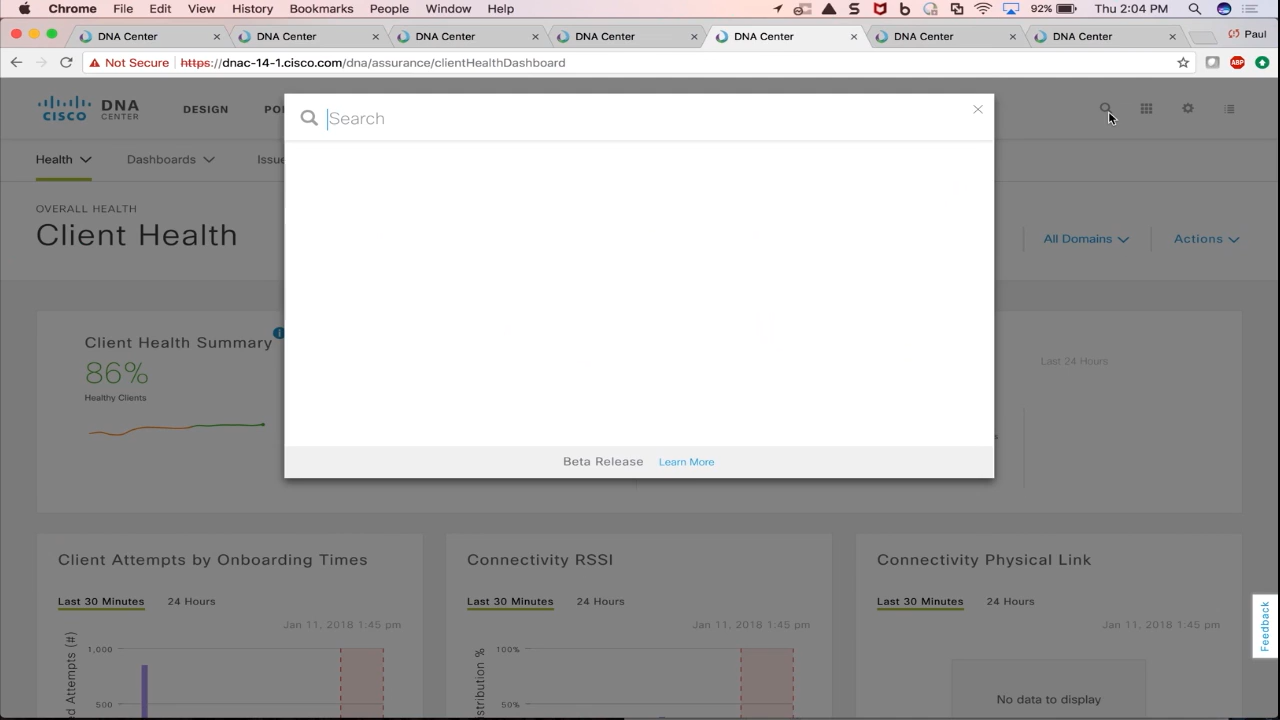 Chrome File Edit View History Bookmarks People Window Help 92% Thu 2:04 PM
DNA Center DNA Center DNA Center DNA Center DNA Center DNA Center DNA Center Paul
Not Secure https://dnac-14-1.cisco.com/dna/assurance/clientHealthDashboard ABP
CISCO DNA CENTER DESIGN
Search
Health Dashboards
OVERALL HEALTH
Client Health
All Domains Actions
Client Health Summary
86%
Healthy Clients
Last 24 Hours
Beta Release Learn More
Client Attempts by Onboarding Times
Last 30 Minutes 24 Hours
Jan 11, 2018 1:45 pm
1,000
500
Attempts (#)
Connectivity RSSI
Last 30 Minutes 24 Hours
Jan 11, 2018 1:45 pm
100%
50%
%
Connectivity Physical Link
Last 30 Minutes 24 Hours
Jan 11, 2018 1:45 pm
No data to display
Feedback